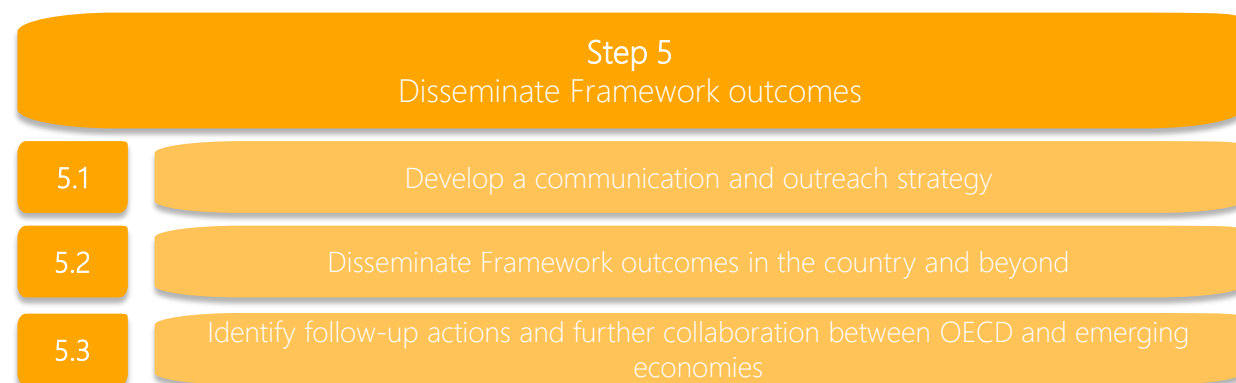 Step 5
Disseminate Framework outcomes
5.1
Develop a communication and outreach strategy
5.2
Disseminate Framework outcomes in the country and beyond
5.3
Identify follow-up actions and further collaboration between OECD and emerging
economies